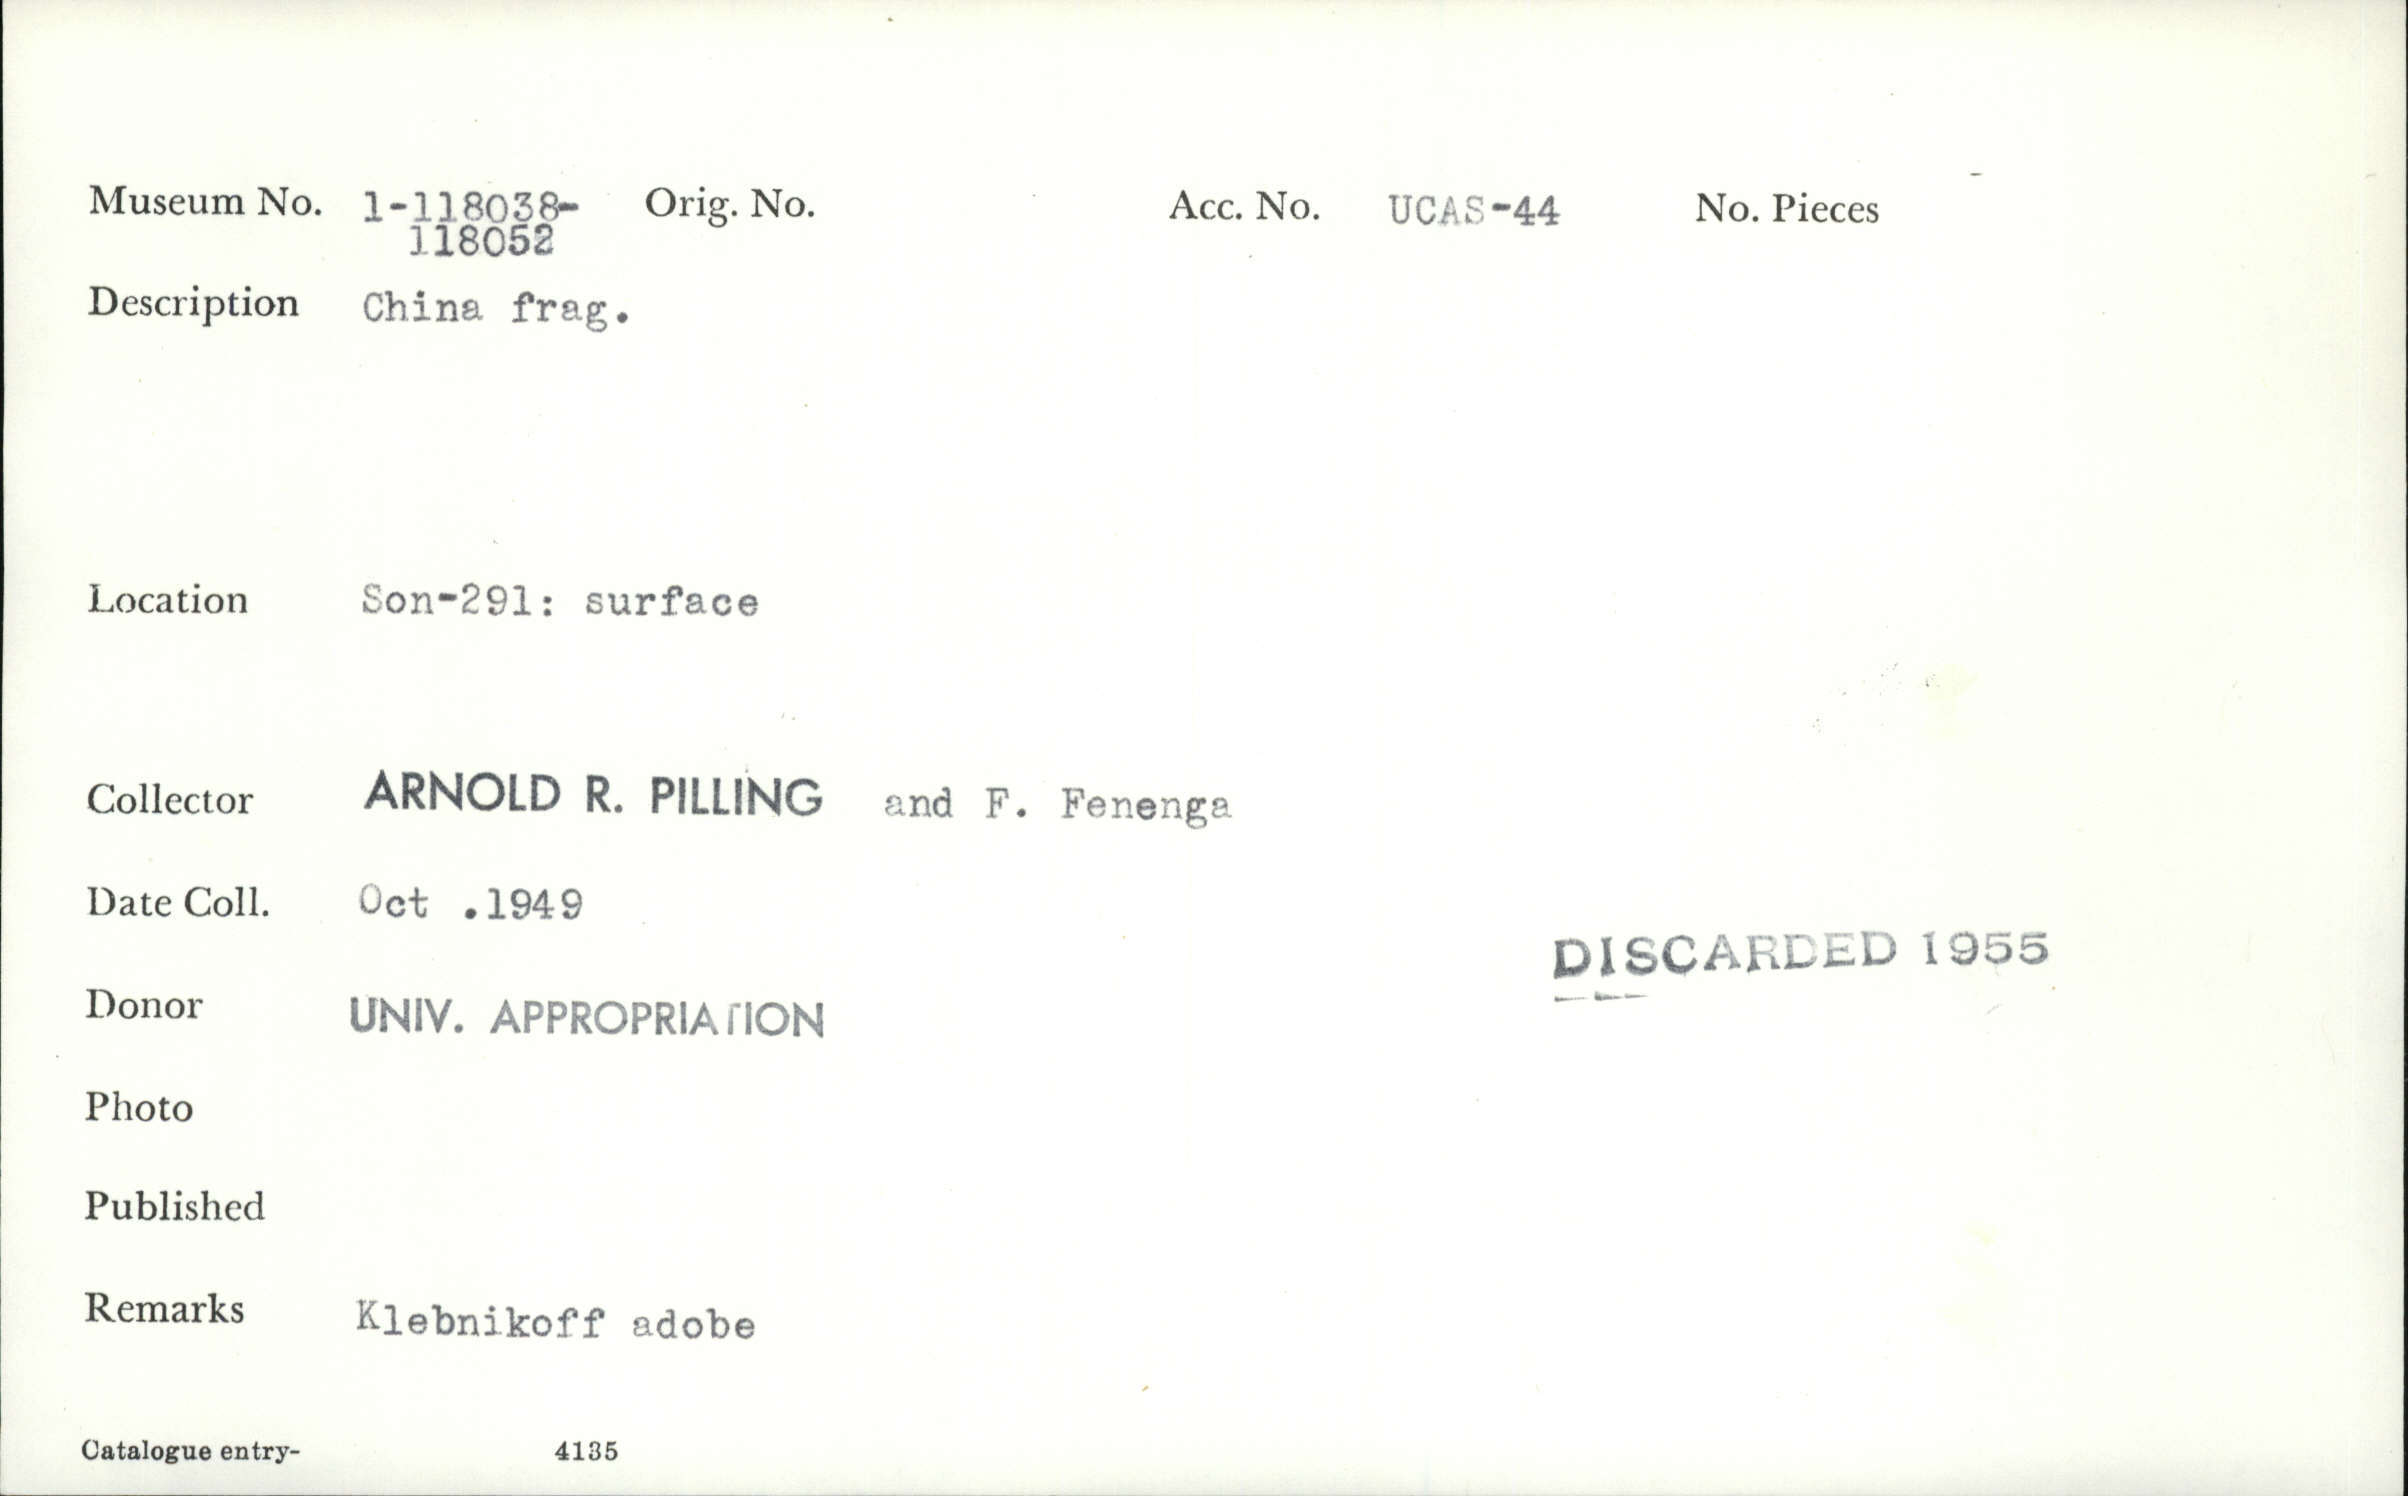 Museum No. 1-118038- Orig. No. Acc. No. UCAS-44 No. Pieces
118052
Description China frag.
Location Son-291: surface
Collector ARNOLD R. PILLING and F. Fenenga
Date Coll. Oct .1949
DISCARDED 1955
Donor UNIV. APPROPRIATION
Photo
Published
Remarks Klebnikoff adobe
Catalogue entry- 4135